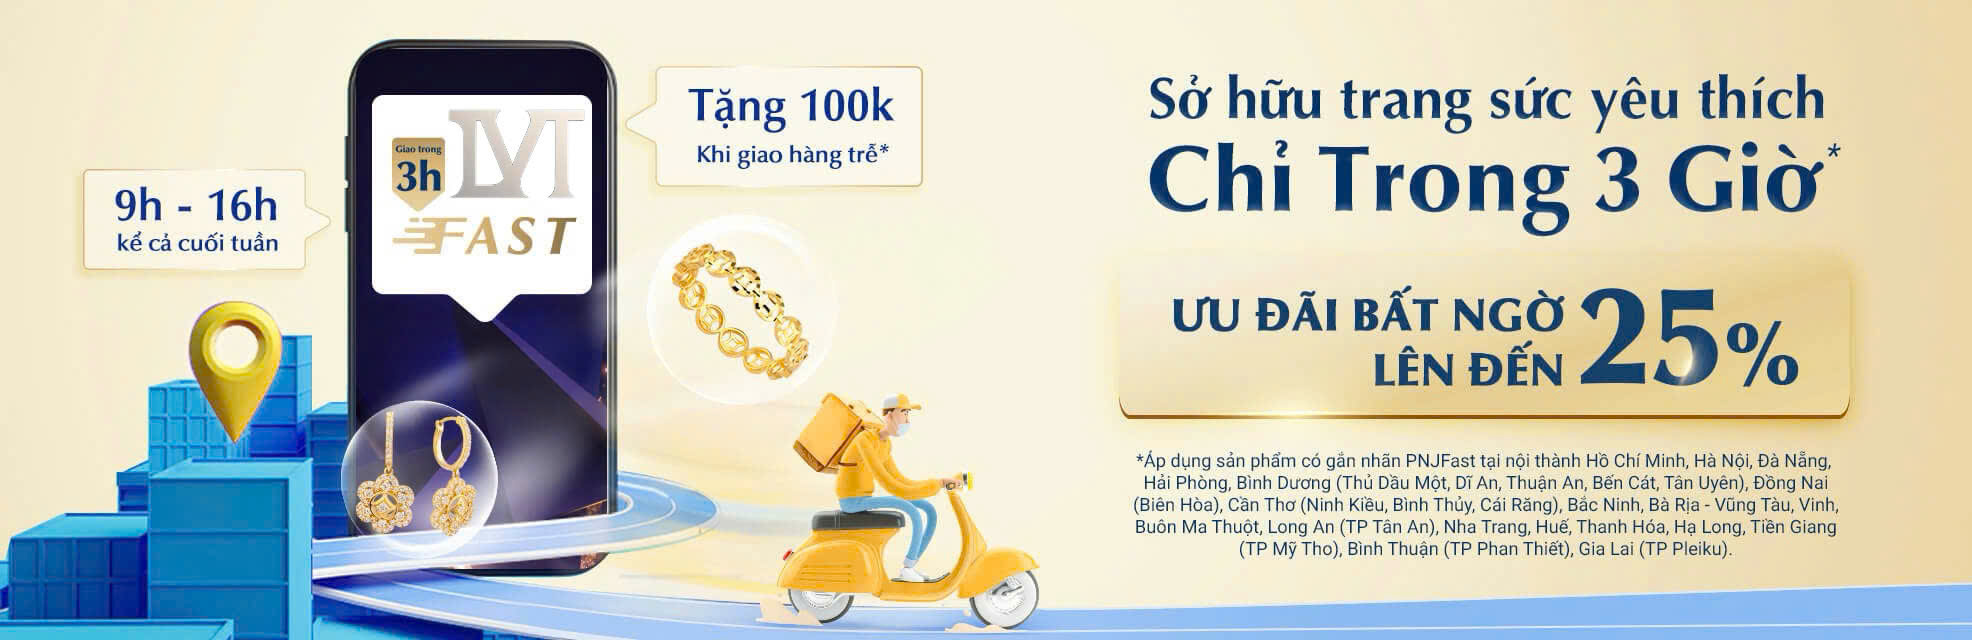 9h - 16h
kể cả cuối tuần
Giao trong
3h
LVT
FAST
Tặng 100k
Khi giao hàng trễ*
Sở hữu trang sức yêu thích
Chỉ Trong 3 Giờ*
ƯU ĐÃI BẤT NGỜ
LÊN ĐẾN 25%
*Áp dụng sản phẩm có gắn nhãn PNJFast tại nội thành Hồ Chí Minh, Hà Nội, Đà Nẵng,
Hải Phòng, Bình Dương (Thủ Dầu Một, Dĩ An, Thuận An, Bến Cát, Tân Uyên), Đồng Nai
(Biên Hòa), Cần Thơ (Ninh Kiều, Bình Thủy, Cái Răng), Bắc Ninh, Bà Rịa - Vũng Tàu, Vinh,
Buôn Ma Thuột, Long An (TP Tân An), Nha Trang, Huế, Thanh Hóa, Hạ Long, Tiền Giang
(TP Mỹ Tho), Bình Thuận (TP Phan Thiết), Gia Lai (TP Pleiku).